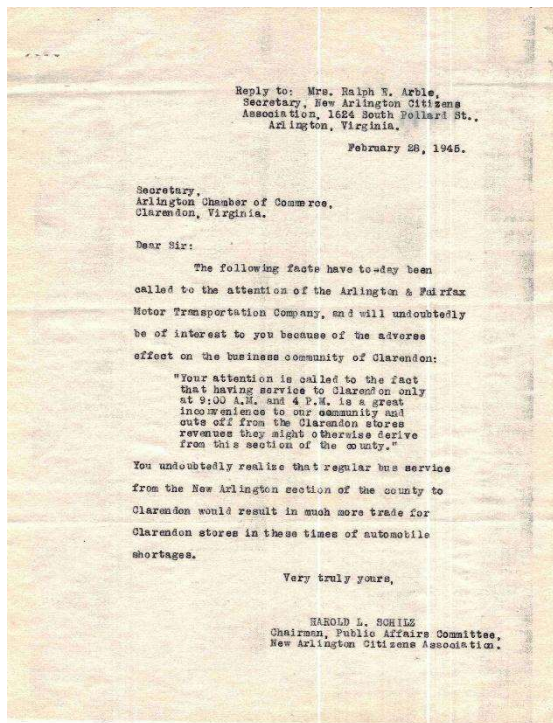 Reply to: Mrs. Ralph N. Arble,
Secretary, New Arlington Citizens
Association, 1624 South Pollard St.,
Arlington, Virginia.
February 28, 1945.
Secretary,
Arlington Chamber of Commerce,
Clarendon, Virginia.
Dear Sir:
The following facts have to-day been
called to the attention of the Arlington & Fairfax
Motor Transportation Company, and will undoubtedly
be of interest to you because of the adverse
effect on the business community of Clarendon:
"Your attention is called to the fact
that having service to Clarendon only
at 9:00 A.M. and 4 P.M. is a great
inconvenience to our community and
cuts off from the Clarendon stores
revenues they might otherwise derive
from this section of the county."
You undoubtedly realize that regular bus service
from the New Arlington section of the county to
Clarendon would result in much more trade for
Clarendon stores in these times of automobile
shortages.
Very truly yours,
HAROLD L. SCHILZ
Chairman, Public Affairs Committee,
New Arlington Citizens Association.